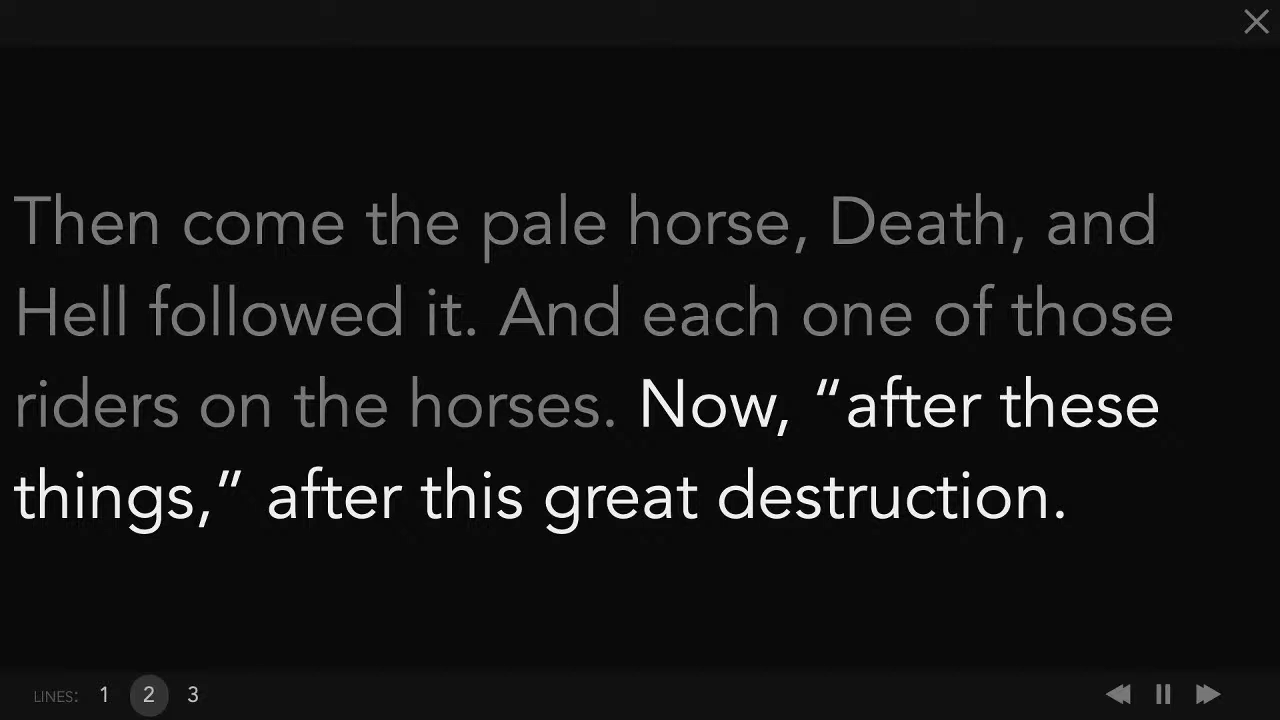 Then come the pale horse, Death, and
Hell followed it. And each one of those
riders on the horses. Now, “after these
things,” after this great destruction.
LINES: 1 2 3